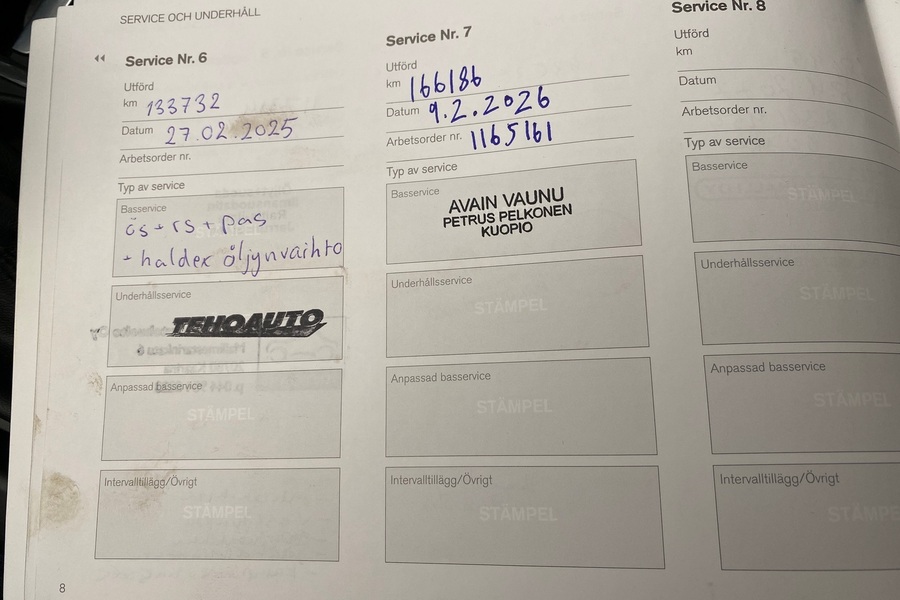 SERVICE OCH UNDERHÅLL
Service Nr. 6
Utförd
km 133732
Datum 27.02.2025
Arbetsorder nr.
Typ av service
Basservice
ös + rs + pas
+ haldex öljynvaihto
Underhållsservice
TEHOAUTO
Anpassad basservice
STÄMPEL
Intervalltillägg/Övrigt
STÄMPEL
8
Service Nr. 7
Utförd
km 166186
Datum 9.2.2026
Arbetsorder nr. 1165161
Typ av service
Basservice
AVAIN VAUNU
PETRUS PELKONEN
KUOPIO
Underhållsservice
STÄMPEL
Anpassad basservice
STÄMPEL
Intervalltillägg/Övrigt
STÄMPEL
Service Nr. 8
Utförd
km
Datum
Arbetsorder nr.
Typ av service
Basservice
STÄMPEL
Underhållsservice
STÄMPEL
Anpassad basservice
STÄMPEL
Intervalltillägg/Övrigt
STÄMPEL